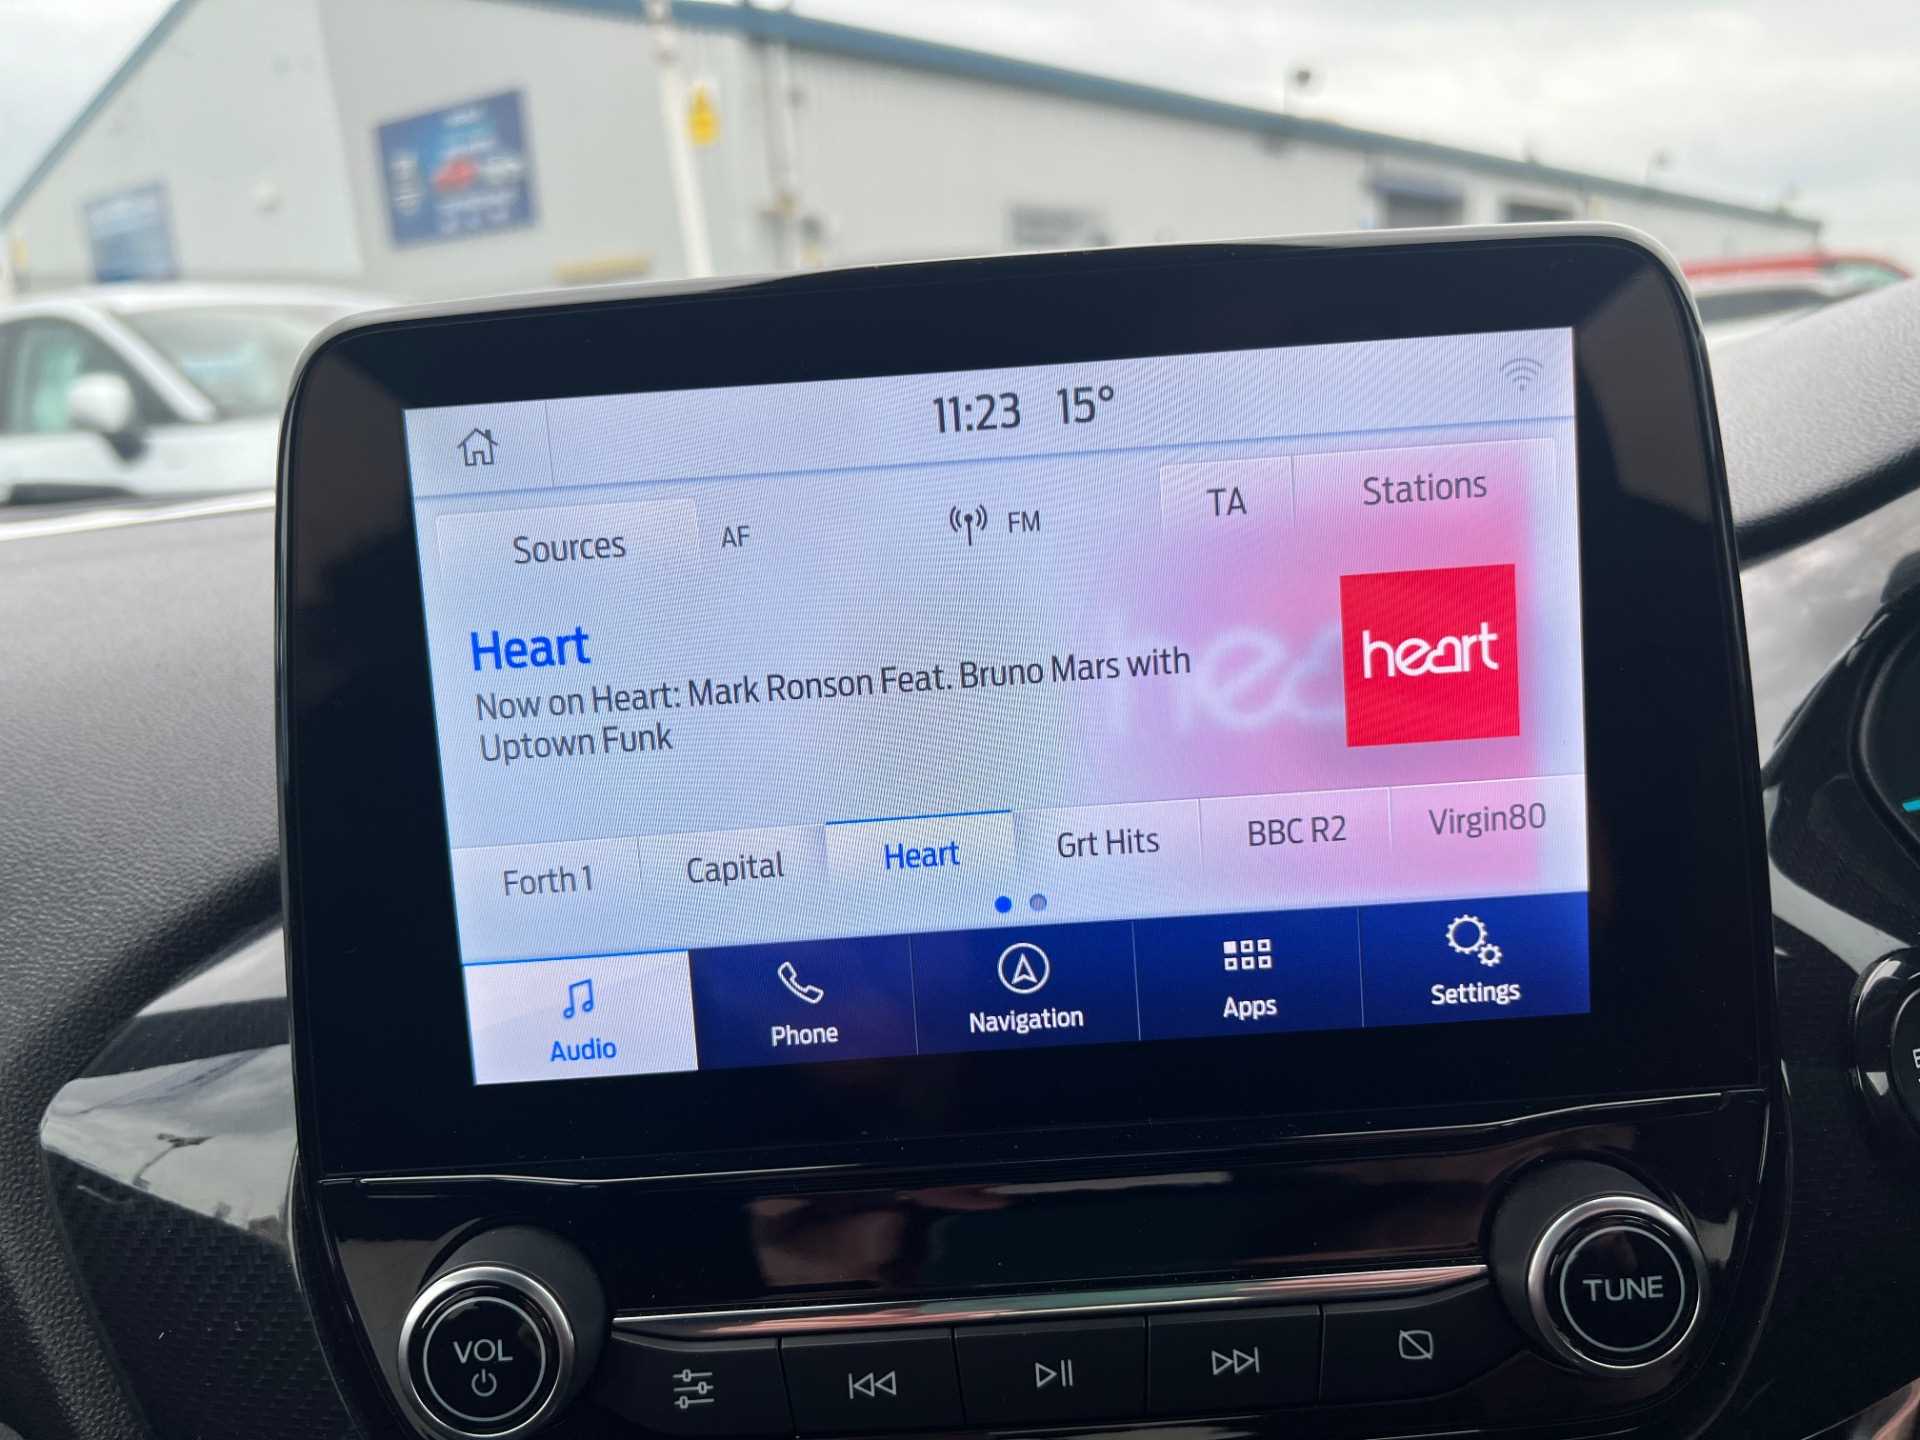 11:23 15°
Sources AF FM TA Stations
Heart
Now on Heart: Mark Ronson Feat. Bruno Mars with
Uptown Funk
heart
Forth 1 Capital Heart Grt Hits BBC R2 Virgin80
Audio Phone Navigation Apps Settings
VOL
TUNE